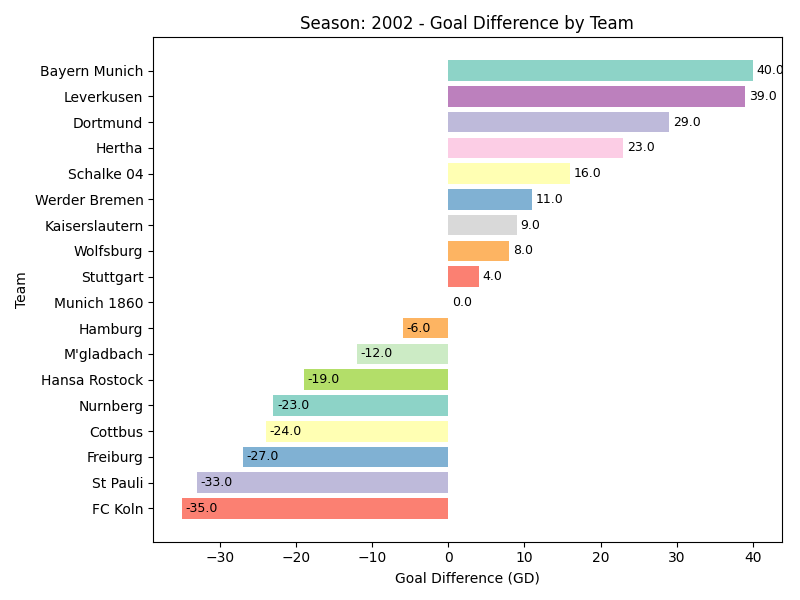 Season: 2002 - Goal Difference by Team
Team
Bayern Munich 40.0
Leverkusen 39.0
Dortmund 29.0
Hertha 23.0
Schalke 04 16.0
Werder Bremen 11.0
Kaiserslautern 9.0
Wolfsburg 8.0
Stuttgart 4.0
Munich 1860 0.0
Hamburg -6.0
M'gladbach -12.0
Hansa Rostock -19.0
Nurnberg -23.0
Cottbus -24.0
Freiburg -27.0
St Pauli -33.0
FC Koln -35.0
−30 −20 −10 0 10 20 30 40
Goal Difference (GD)